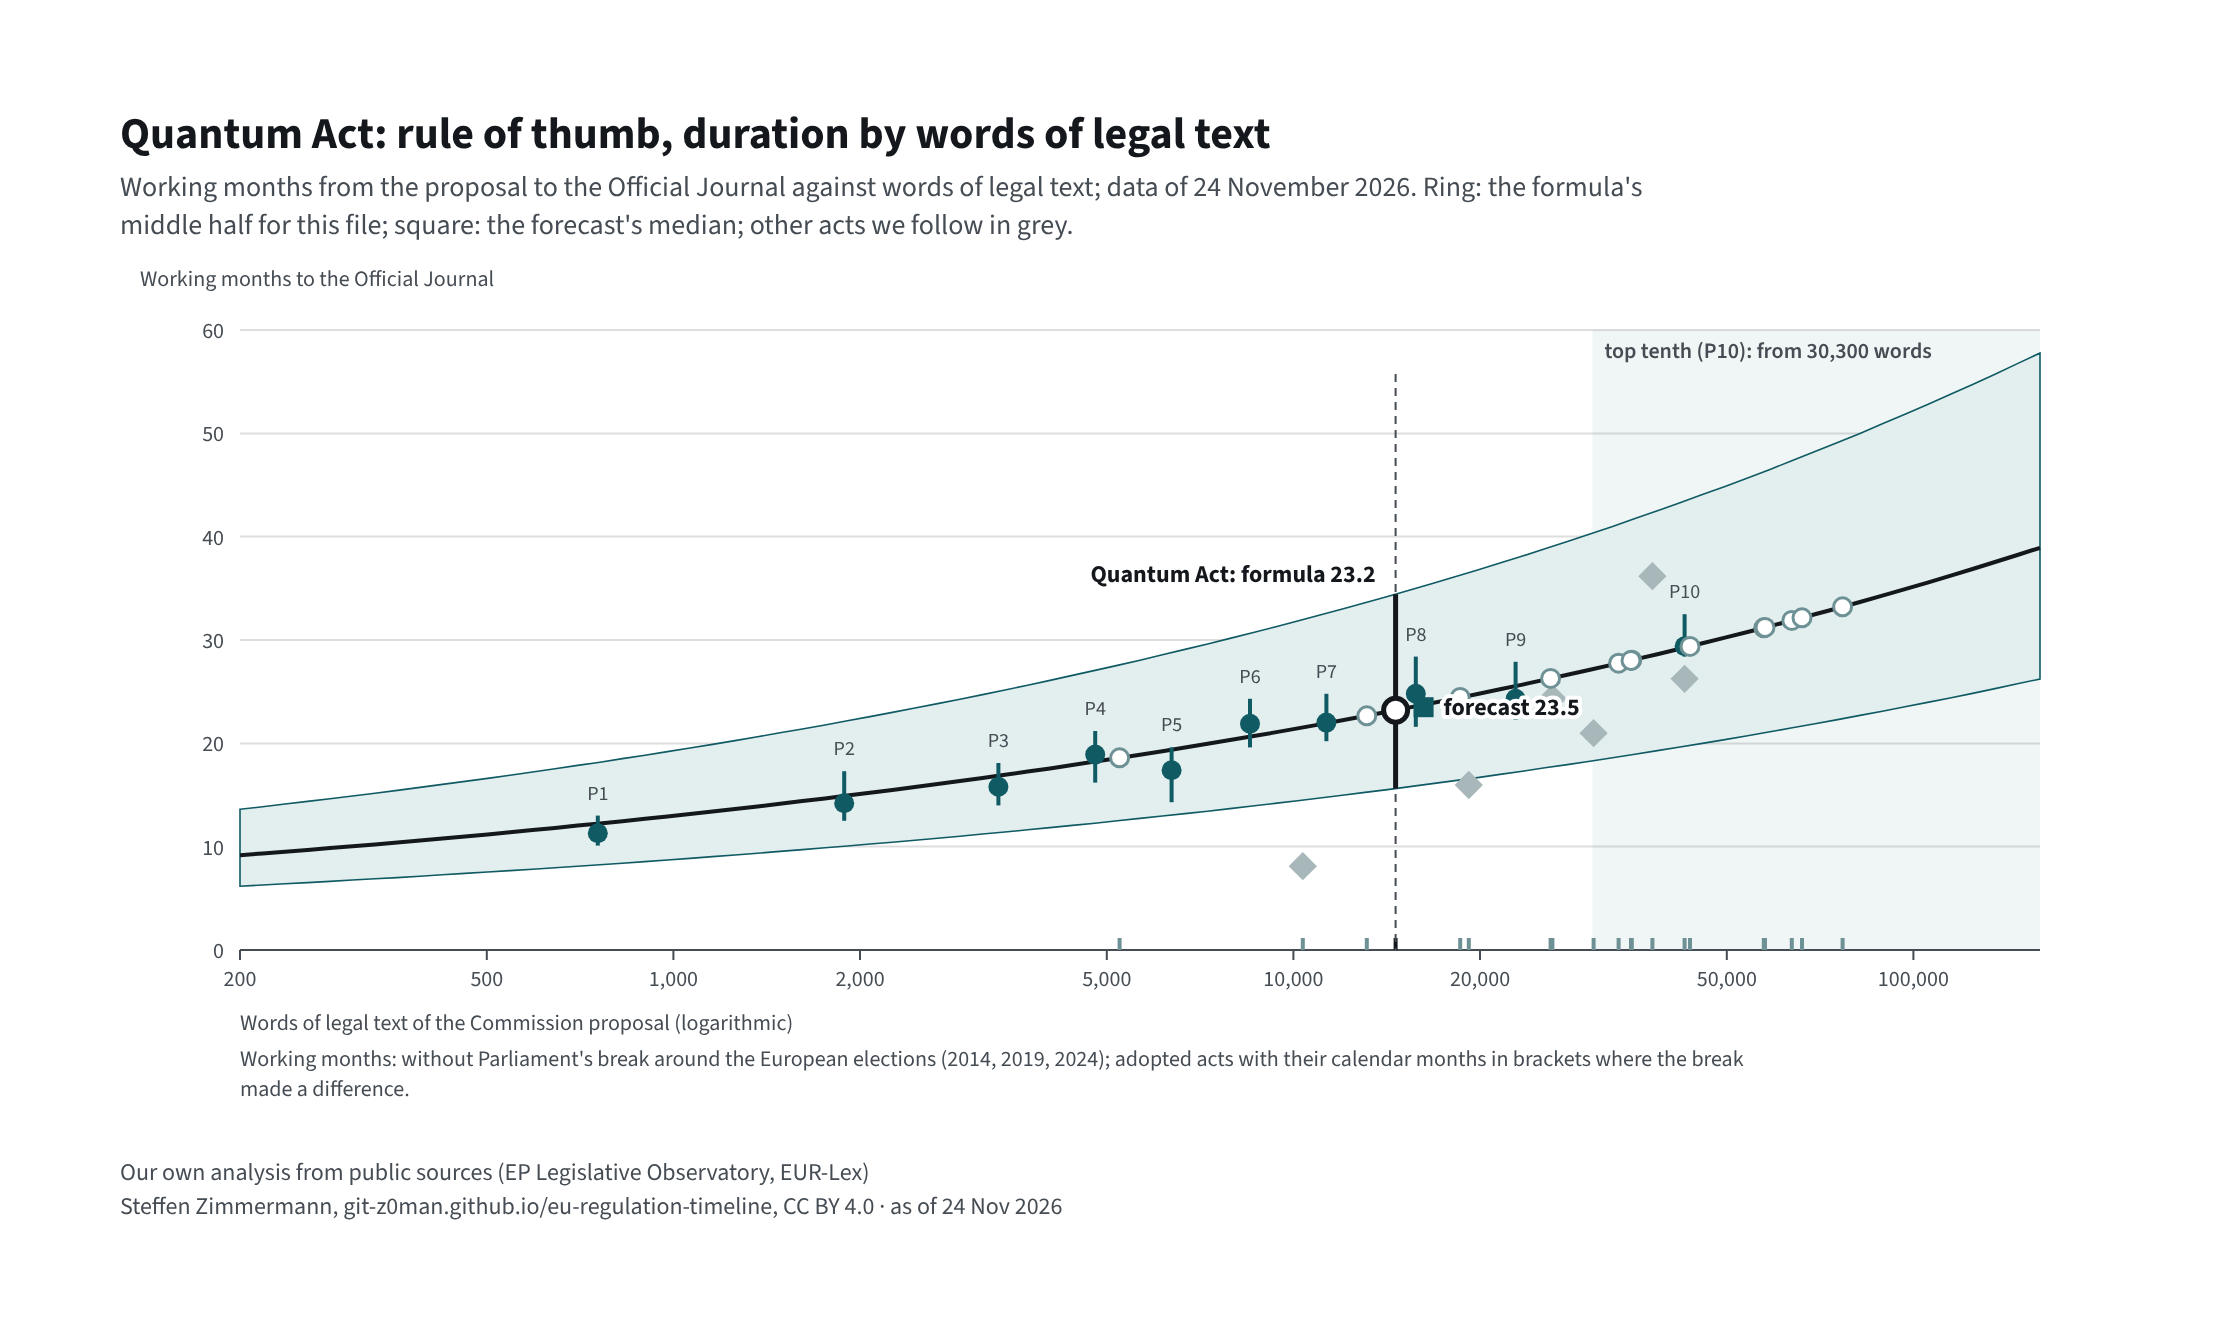 Quantum Act: rule of thumb, duration by words of legal text
Working months from the proposal to the Official Journal against words of legal text; data of 24 November 2026. Ring: the formula's
middle half for this file; square: the forecast's median; other acts we follow in grey.
Working months to the Official Journal
60
top tenth (P10): from 30,300 words
50
40
Quantum Act: formula 23.2
P10
30
P8
P9
P7
P6
P4
P5
forecast 23.5
P3
P2
20
P1
10
0
200
500
1,000
2,000
5,000
10,000
20,000
50,000
100,000
Words of legal text of the Commission proposal (logarithmic)
Working months: without Parliament's break around the European elections (2014, 2019, 2024); adopted acts with their calendar months in brackets where the break
made a difference.
Our own analysis from public sources (EP Legislative Observatory, EUR-Lex)
Steffen Zimmermann, git-z0man.github.io/eu-regulation-timeline, CC BY 4.0 · as of 24 Nov 2026